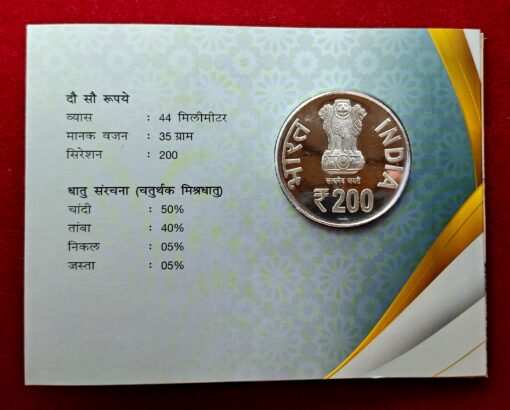 दौ सौ रूपये
व्यास : 44 मिलीमीटर
मानक वजन : 35 ग्राम
सिरेशन : 200
धातु संरचना (चतुर्थक मिश्रधातु)
चांदी : 50%
तांबा : 40%
निकल : 05%
जस्ता : 05%
भारत
INDIA
सत्यमेव जयते
₹ 200